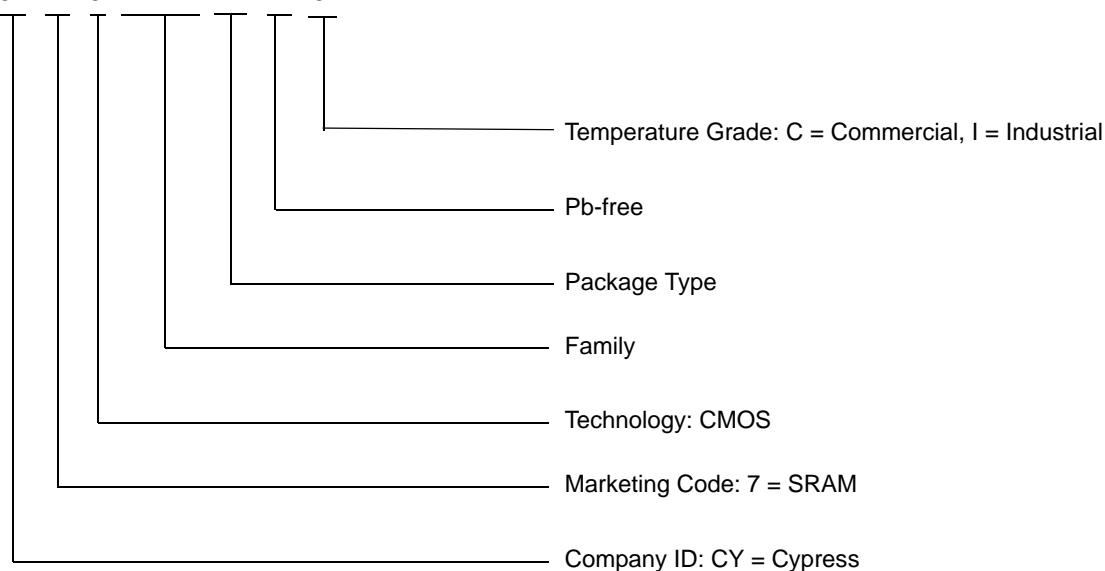 Temperature Grade: C = Commercial, I = Industrial
Pb-free
Package Type
Family
Technology: CMOS
Marketing Code: 7 = SRAM
Company ID: CY = Cypress